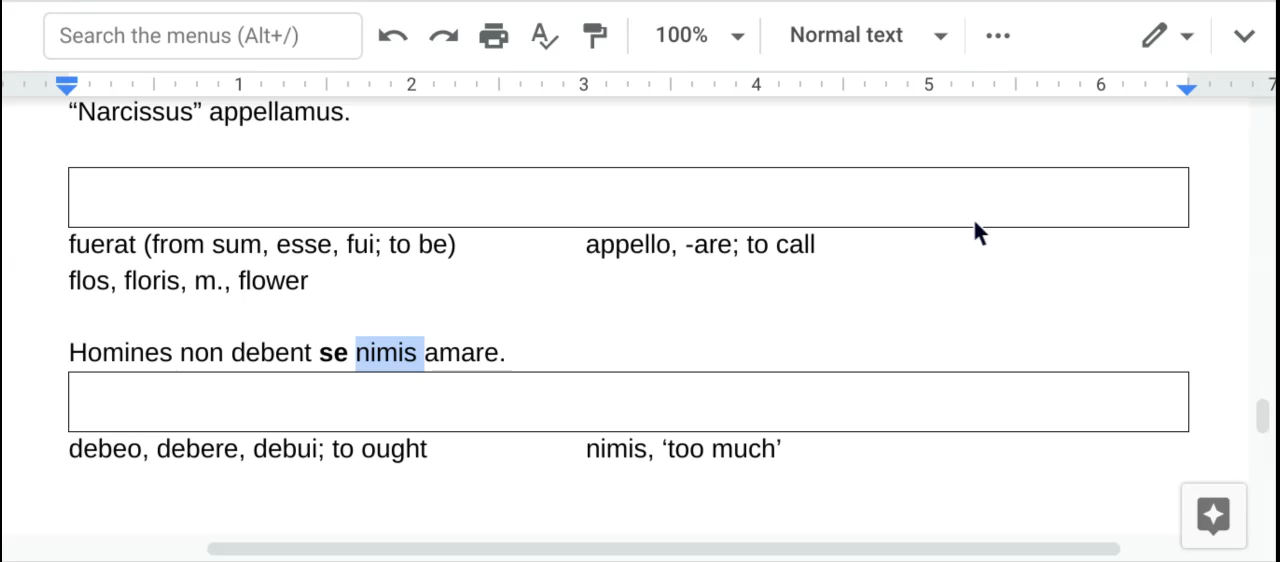 Search the menus (Alt+/) 100% Normal text
1 2 3 4 5 6 7
“Narcissus” appellamus.
fuerat (from sum, esse, fui; to be) appello, -are; to call
flos, floris, m., flower
Homines non debent se nimis amare.
debeo, debere, debui; to ought nimis, ‘too much’